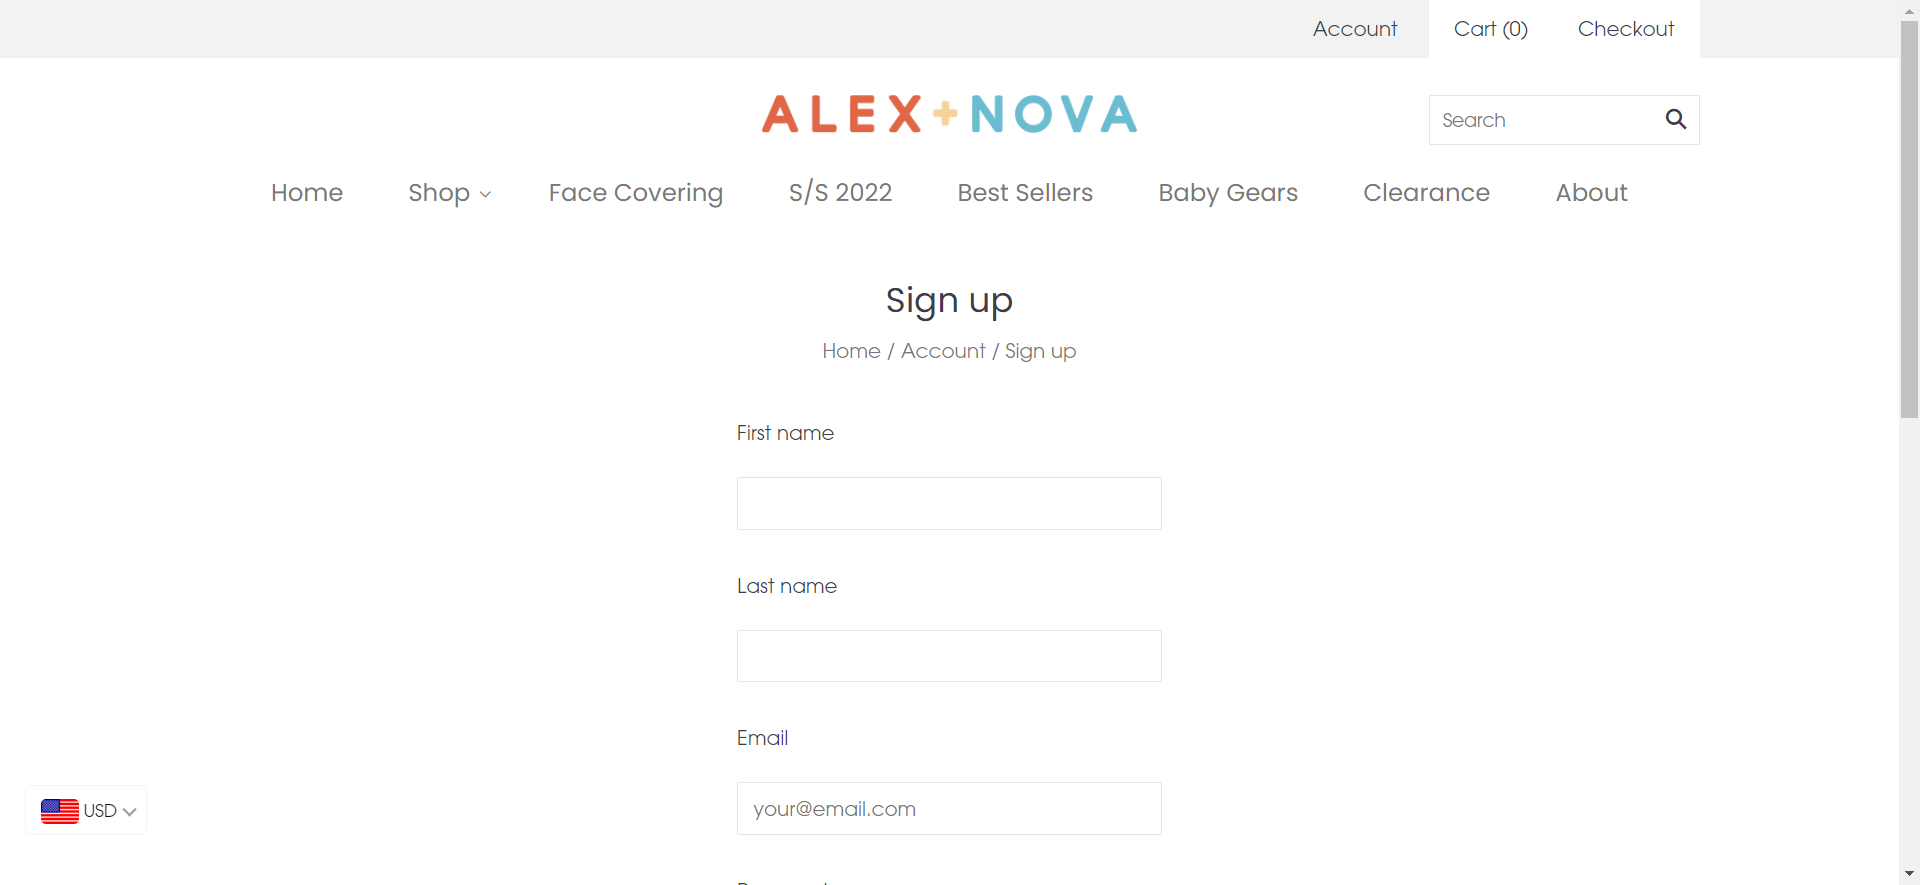 Account Cart (0) Checkout
ALEX+NOVA
Search
Home Shop Face Covering S/S 2022 Best Sellers Baby Gears Clearance About
Sign up
Home / Account / Sign up
First name
Last name
Email
your@email.com
USD